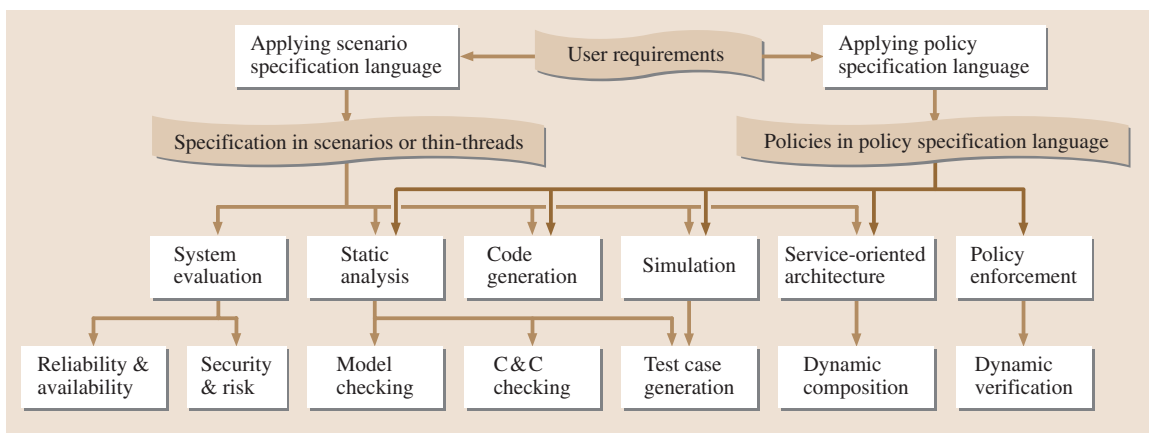 Applying scenario
specification language
User requirements
Applying policy
specification language
Specification in scenarios or thin-threads
Policies in policy specification language
System
evaluation
Static
analysis
Code
generation
Simulation
Service-oriented
architecture
Policy
enforcement
Reliability &
availability
Security
& risk
Model
checking
C&C
checking
Test case
generation
Dynamic
composition
Dynamic
verification